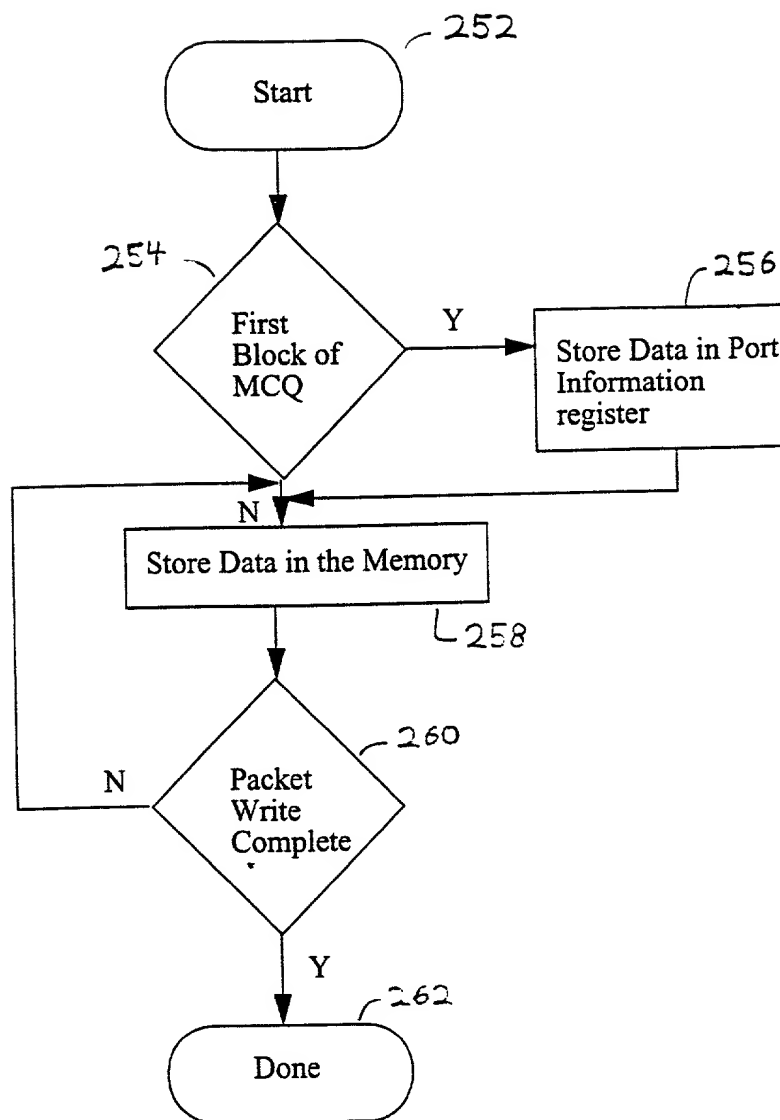 252
Start
254
First
Block of
MCQ
Y
256
Store Data in Port
Information
register
N
Store Data in the Memory
258
260
N
Packet
Write
Complete
Y
262
Done